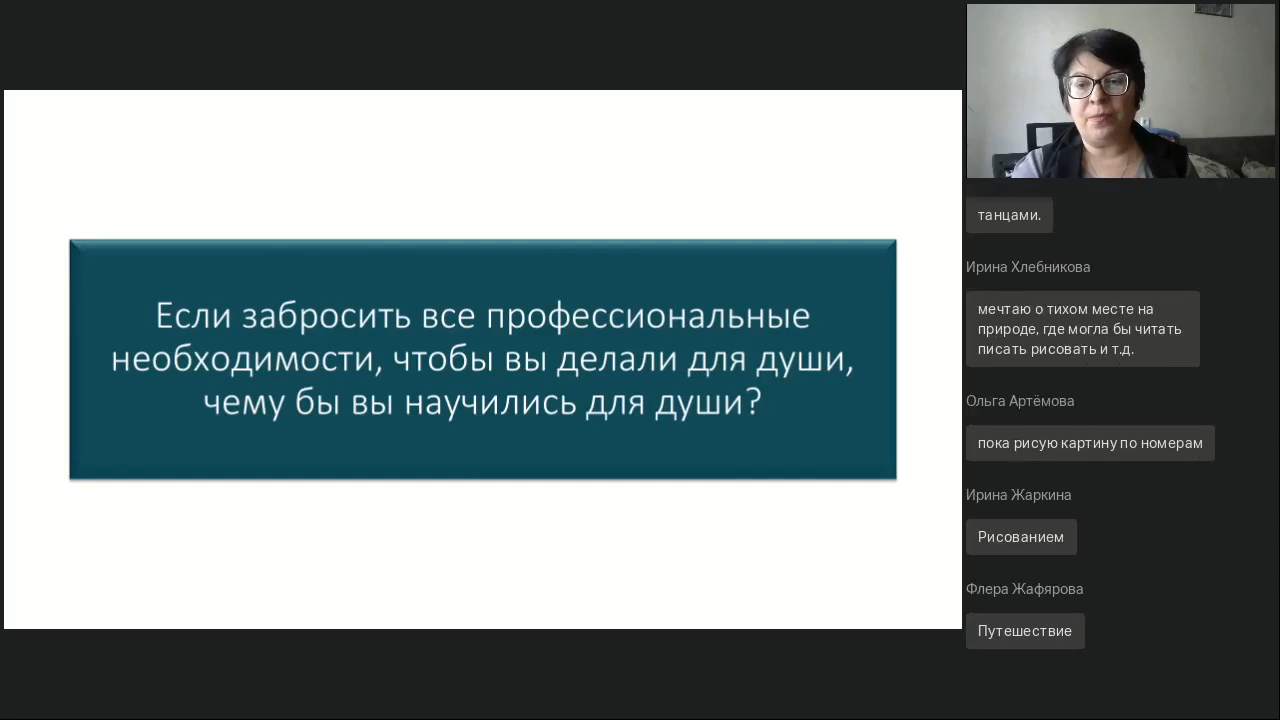 Если забросить все профессиональные
необходимости, чтобы вы делали для души,
чему бы вы научились для души?
танцами.
Ирина Хлебникова
мечтаю о тихом месте на
природе, где могла бы читать
писать рисовать и т.д.
Ольга Артёмова
пока рисую картину по номерам
Ирина Жаркина
Рисованием
Флера Жафярова
Путешествие